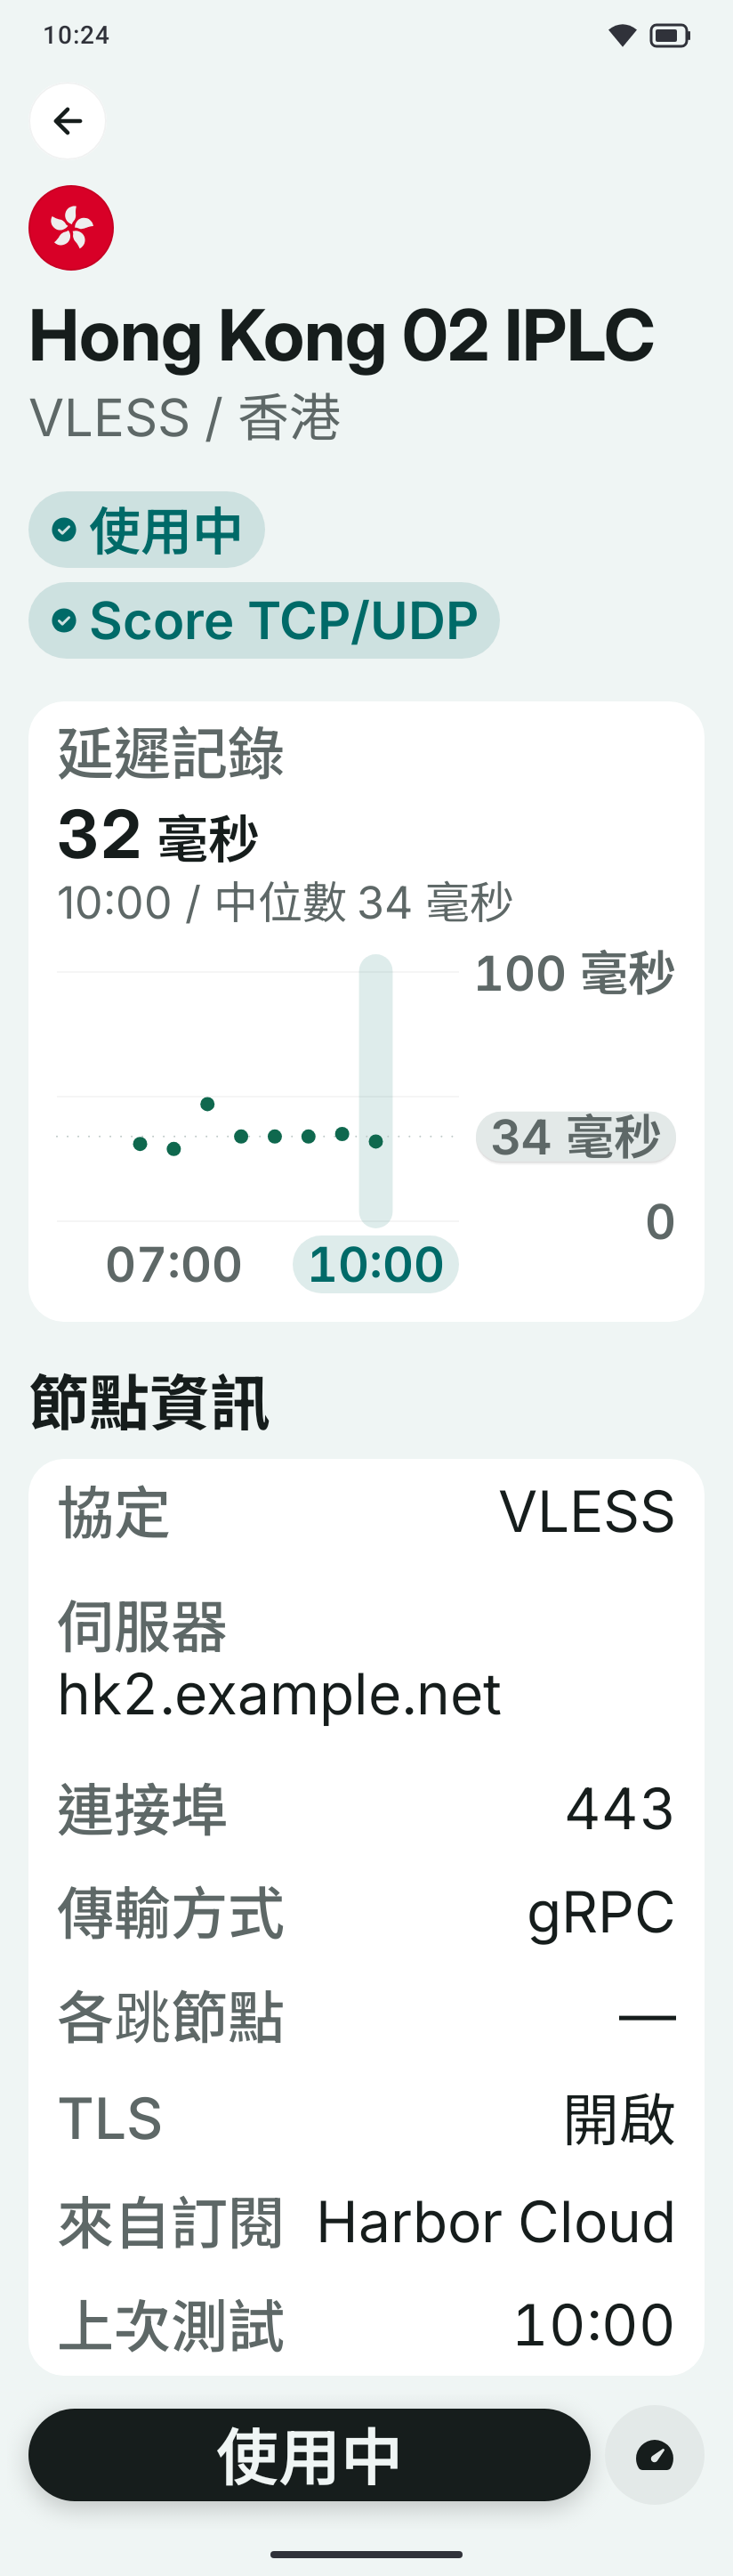 10:24
Hong Kong 02 IPLC
VLESS / 香港
使用中
Score TCP/UDP
延遲記錄
32 毫秒
10:00 / 中位數 34 毫秒
100 毫秒
34 毫秒
0
07:00
10:00
節點資訊
協定 VLESS
伺服器
hk2.example.net
連接埠 443
傳輸方式 gRPC
各跳節點 —
TLS 開啟
來自訂閱 Harbor Cloud
上次測試 10:00
使用中